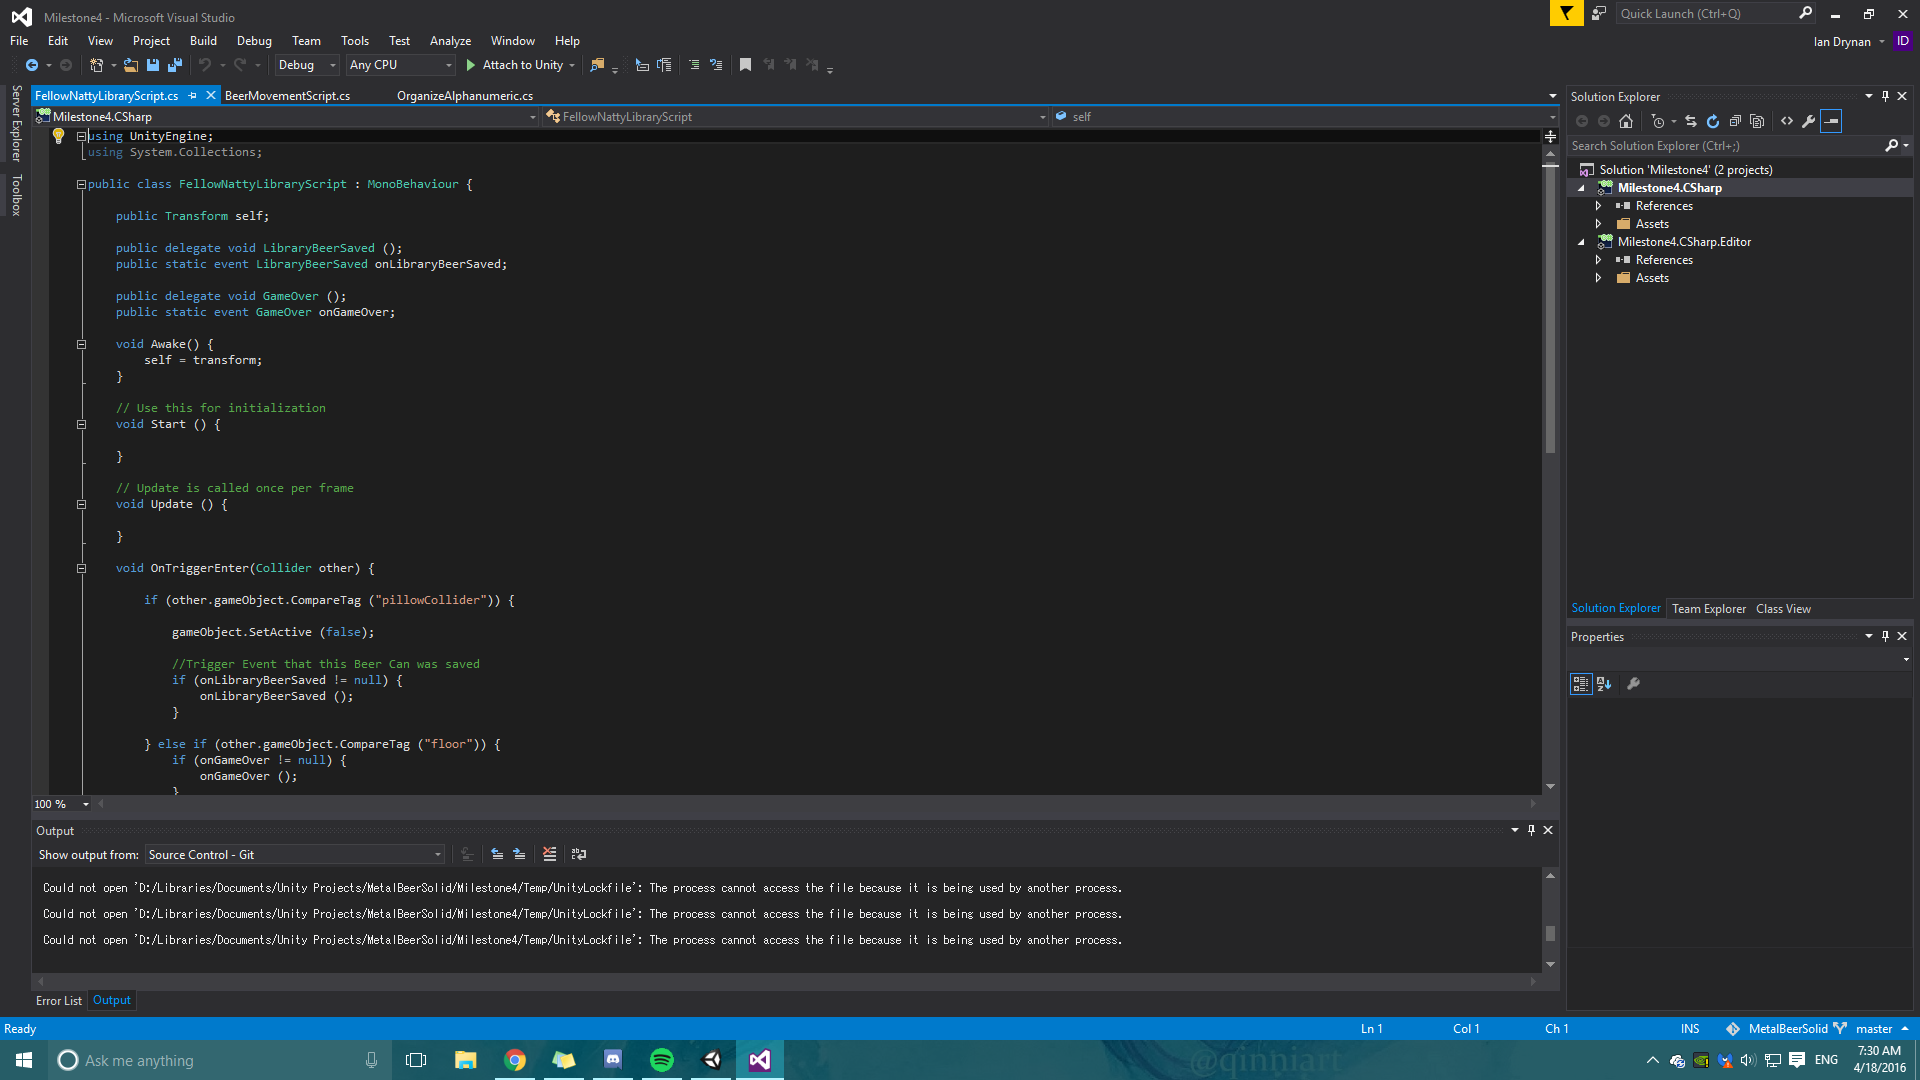 Milestone4 - Microsoft Visual Studio
Quick Launch (Ctrl+Q)
File Edit View Project Build Debug Team Tools Test Analyze Window Help
Ian Drynan ID
Debug Any CPU Attach to Unity
Server Explorer
Toolbox
FellowNattyLibraryScript.cs BeerMovementScript.cs OrganizeAlphanumeric.cs
Milestone4.CSharp FellowNattyLibraryScript self
using UnityEngine;
using System.Collections;
public class FellowNattyLibraryScript : MonoBehaviour {
public Transform self;
public delegate void LibraryBeerSaved ();
public static event LibraryBeerSaved onLibraryBeerSaved;
public delegate void GameOver ();
public static event GameOver onGameOver;
void Awake() {
self = transform;
}
// Use this for initialization
void Start () {
}
// Update is called once per frame
void Update () {
}
void OnTriggerEnter(Collider other) {
if (other.gameObject.CompareTag ("pillowCollider")) {
gameObject.SetActive (false);
//Trigger Event that this Beer Can was saved
if (onLibraryBeerSaved != null) {
onLibraryBeerSaved ();
}
} else if (other.gameObject.CompareTag ("floor")) {
if (onGameOver != null) {
onGameOver ();
}
100 %
Output
Show output from: Source Control - Git
Could not open 'D:/Libraries/Documents/Unity Projects/MetalBeerSolid/Milestone4/Temp/UnityLockfile': The process cannot access the file because it is being used by another process.
Could not open 'D:/Libraries/Documents/Unity Projects/MetalBeerSolid/Milestone4/Temp/UnityLockfile': The process cannot access the file because it is being used by another process.
Could not open 'D:/Libraries/Documents/Unity Projects/MetalBeerSolid/Milestone4/Temp/UnityLockfile': The process cannot access the file because it is being used by another process.
Error List Output
Solution Explorer
Search Solution Explorer (Ctrl+;)
Solution 'Milestone4' (2 projects)
Milestone4.CSharp
References
Assets
Milestone4.CSharp.Editor
References
Assets
Solution Explorer Team Explorer Class View
Properties
Ready Ln 1 Col 1 Ch 1 INS MetalBeerSolid master
Ask me anything
@qinniart
ENG
7:30 AM
4/18/2016